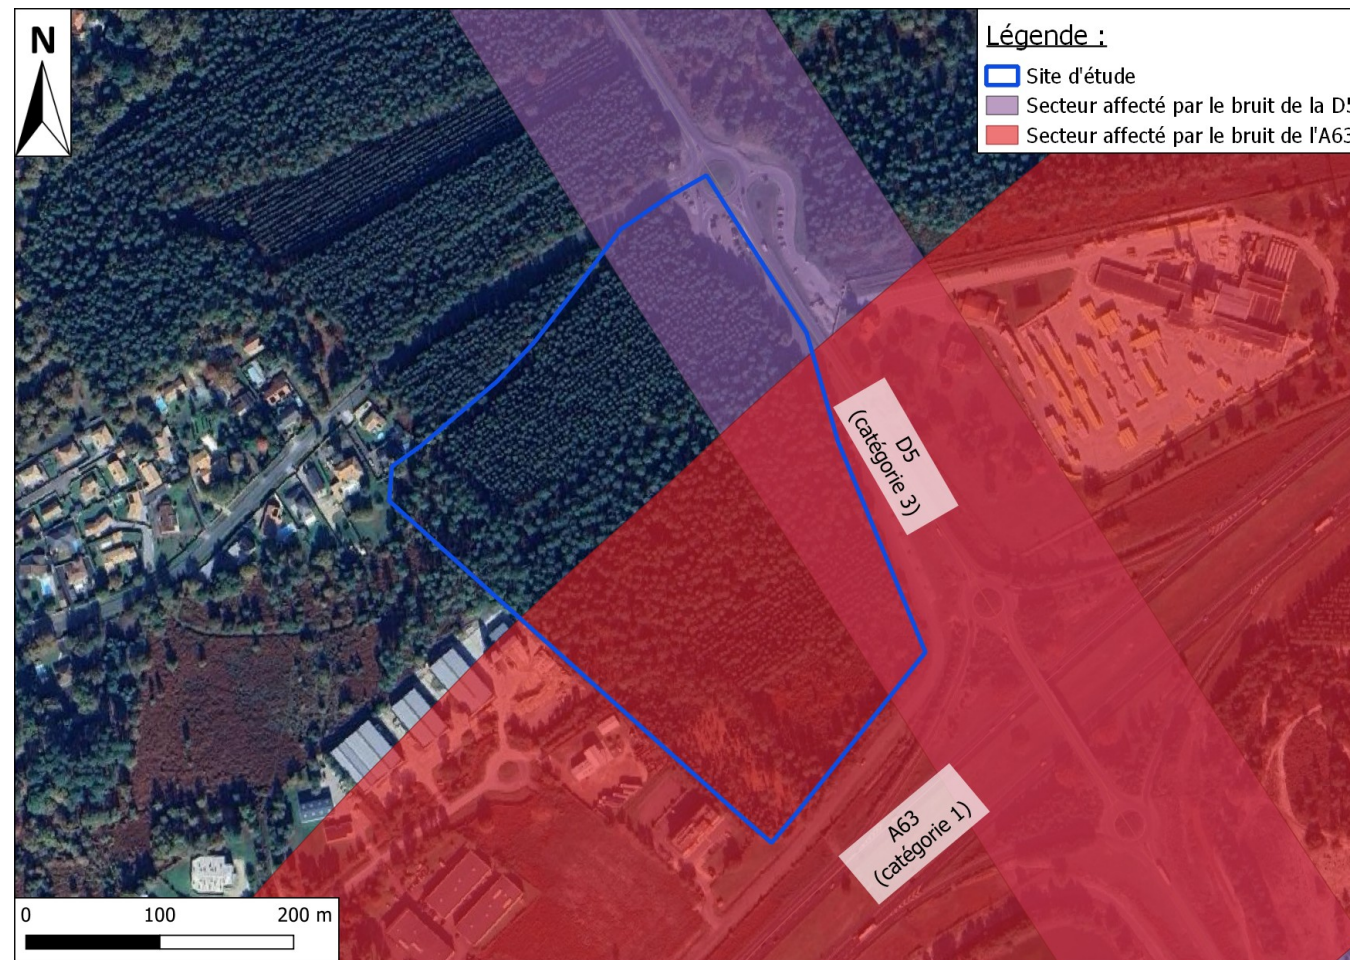 N
Légende :
Site d'étude
Secteur affecté par le bruit de la D5
Secteur affecté par le bruit de l'A63
D5
(catégorie 3)
A63
(catégorie 1)
0 100 200 m